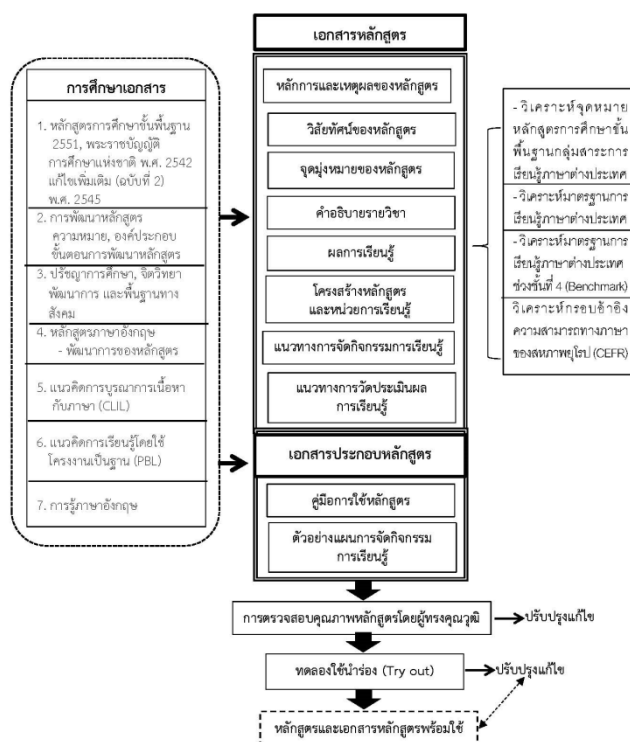 การศึกษาเอกสาร
1. หลักสูตรการศึกษาขั้นพื้นฐาน
2551, พระราชบัญญัติ
การศึกษาแห่งชาติ พ.ศ. 2542
แก้ไขเพิ่มเติม (ฉบับที่ 2)
พ.ศ. 2545
2. การพัฒนาหลักสูตร
ความหมาย, องค์ประกอบ
ขั้นตอนการพัฒนาหลักสูตร
3. ปรัชญาการศึกษา, จิตวิทยา
พัฒนาการ และพื้นฐานทาง
สังคม
4. หลักสูตรภาษาอังกฤษ
- พัฒนาการของหลักสูตร
5. แนวคิดการบูรณาการเนื้อหา
กับภาษา (CLIL)
6. แนวคิดการเรียนรู้โดยใช้
โครงงานเป็นฐาน (PBL)
7. การรู้ภาษาอังกฤษ
เอกสารหลักสูตร
หลักการและเหตุผลของหลักสูตร
วิสัยทัศน์ของหลักสูตร
จุดมุ่งหมายของหลักสูตร
คำอธิบายรายวิชา
ผลการเรียนรู้
โครงสร้างหลักสูตร
และหน่วยการเรียนรู้
แนวทางการจัดกิจกรรมการเรียนรู้
แนวทางการวัดประเมินผล
การเรียนรู้
เอกสารประกอบหลักสูตร
คู่มือการใช้หลักสูตร
ตัวอย่างแผนการจัดกิจกรรม
การเรียนรู้
- วิเคราะห์จุดหมาย
หลักสูตรการศึกษาขั้น
พื้นฐานกลุ่มสาระการ
เรียนรู้ภาษาต่างประเทศ
- วิเคราะห์มาตรฐานการ
เรียนรู้ภาษาต่างประเทศ
- วิเคราะห์มาตรฐานการ
เรียนรู้ภาษาต่างประเทศ
ช่วงชั้นที่ 4 (Benchmark)
วิเคราะห์กรอบอ้างอิง
ความสามารถทางภาษา
ของสหภาพยุโรป (CEFR)
การตรวจสอบคุณภาพหลักสูตรโดยผู้ทรงคุณวุฒิ
ปรับปรุงแก้ไข
ทดลองใช้นำร่อง (Try out)
ปรับปรุงแก้ไข
หลักสูตรและเอกสารหลักสูตรพร้อมใช้